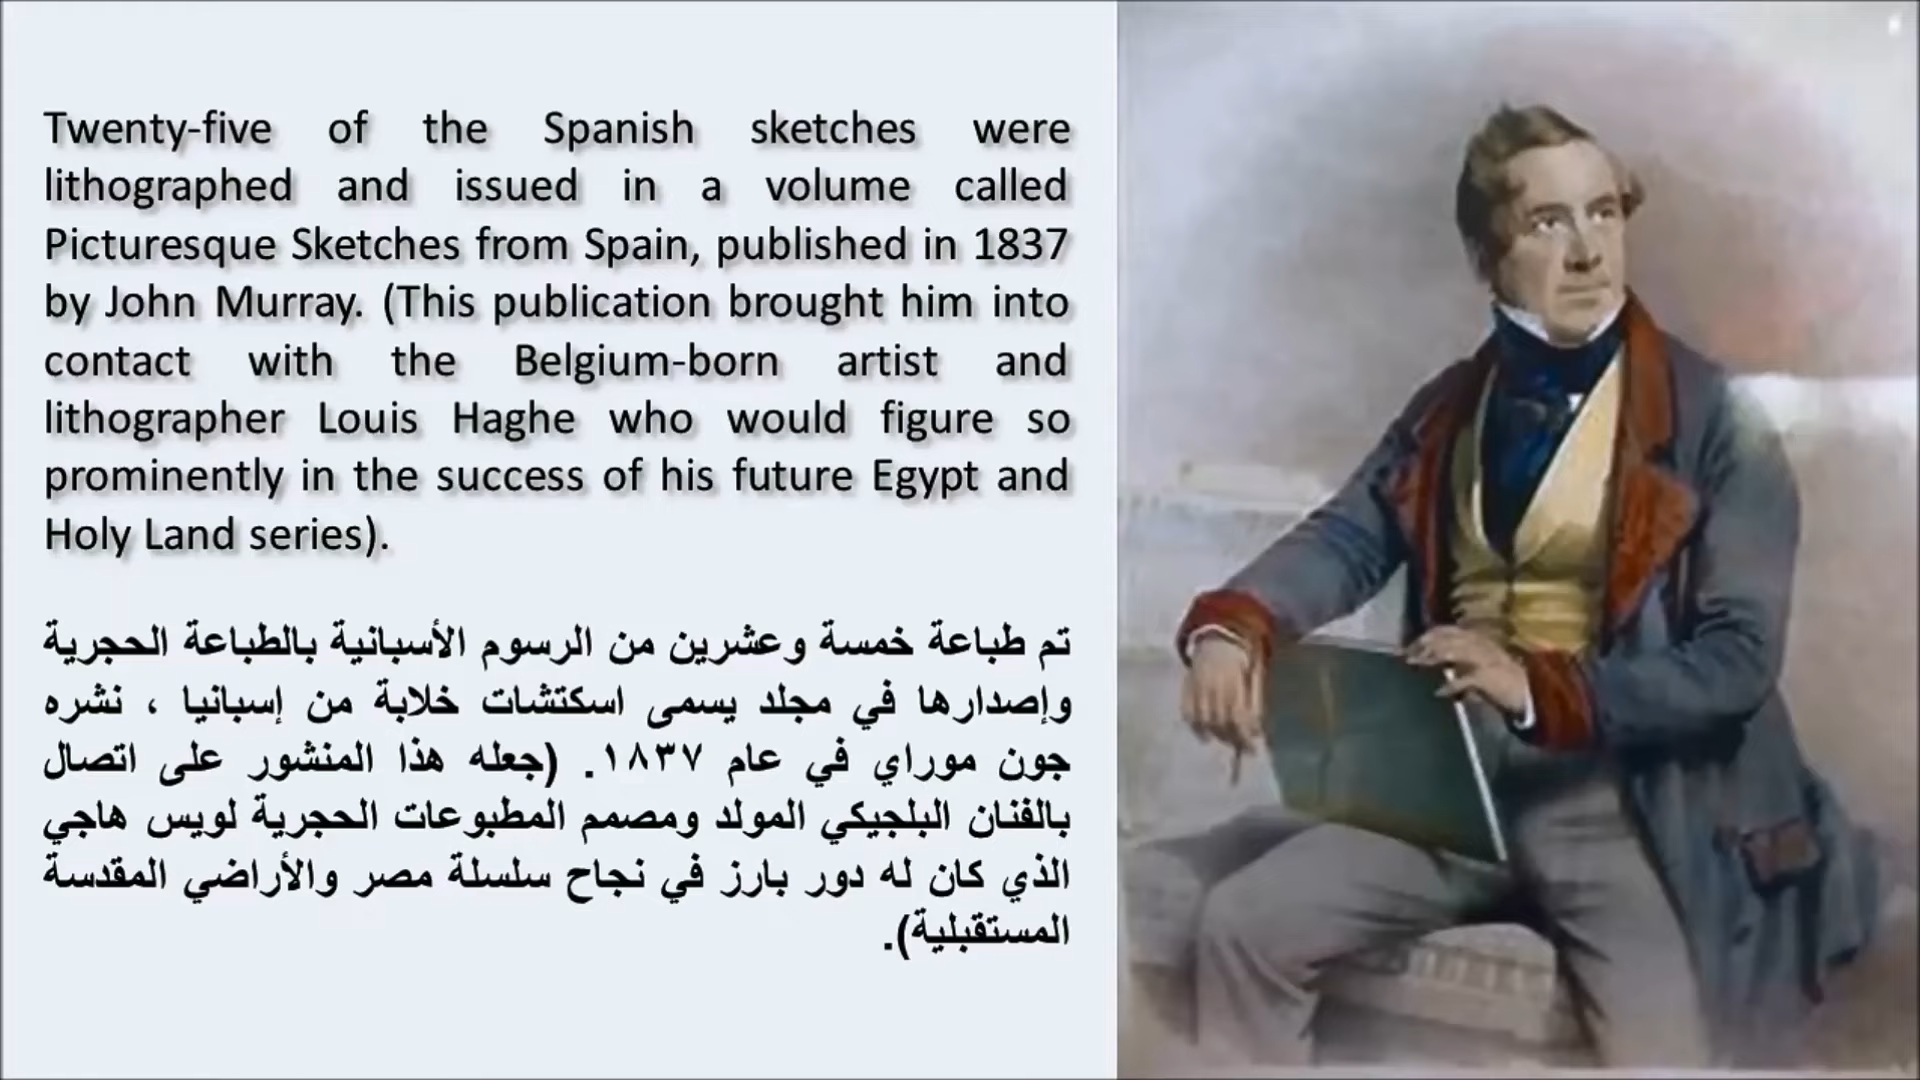 Twenty-five of the Spanish sketches were
lithographed and issued in a volume called
Picturesque Sketches from Spain, published in 1837
by John Murray. (This publication brought him into
contact with the Belgium-born artist and
lithographer Louis Haghe who would figure so
prominently in the success of his future Egypt and
Holy Land series).
تم طباعة خمسة وعشرين من الرسوم الأسبانية بالطباعة الحجرية
وإصدارها في مجلد يسمى اسكتشات خلابة من إسبانيا ، نشره
جون موراي في عام ١٨٣٧. (جعله هذا المنشور على اتصال
بالفنان البلجيكي المولد ومصمم المطبوعات الحجرية لويس هاجي
الذي كان له دور بارز في نجاح سلسلة مصر والأراضي المقدسة
المستقبلية).